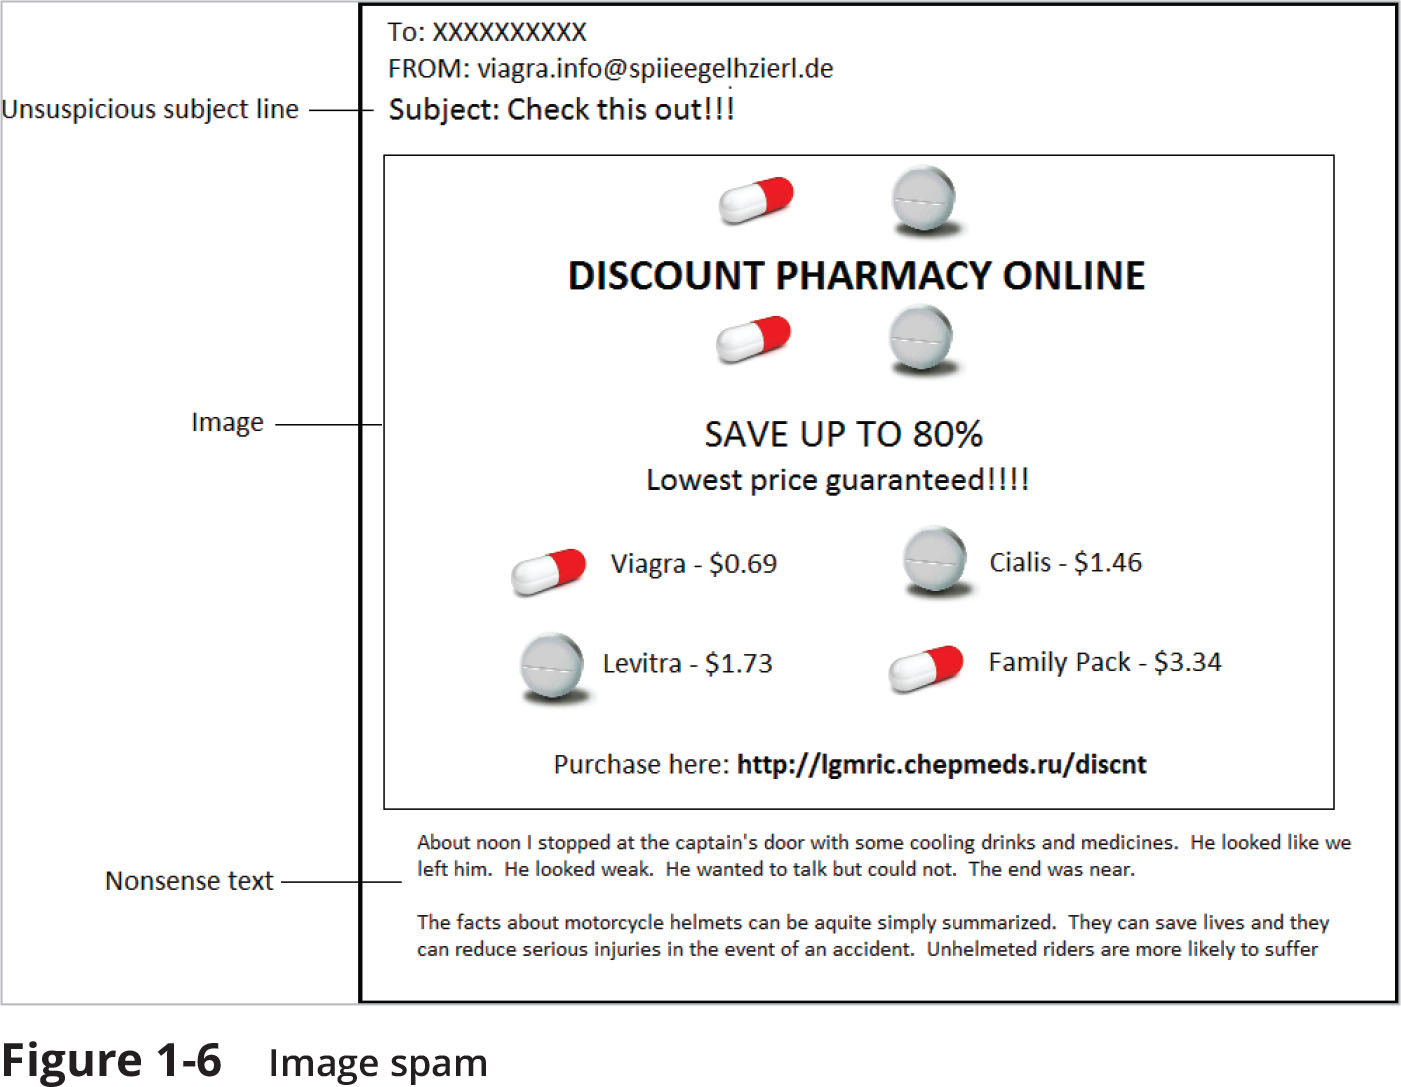 To: XXXXXXXXXX
FROM: viagra.info@spiieegelhzierl.de
Unsuspicious subject line
Subject: Check this out!!!
DISCOUNT PHARMACY ONLINE
Image
SAVE UP TO 80%
Lowest price guaranteed!!!!
Viagra - $0.69
Cialis - $1.46
Levitra - $1.73
Family Pack - $3.34
Purchase here: http://lgmric.chepmeds.ru/discnt
Nonsense text
About noon I stopped at the captain's door with some cooling drinks and medicines.  He looked like we
left him.  He looked weak.  He wanted to talk but could not.  The end was near.
The facts about motorcycle helmets can be aquite simply summarized.  They can save lives and they
can reduce serious injuries in the event of an accident.  Unhelmeted riders are more likely to suffer
Figure 1-6 Image spam